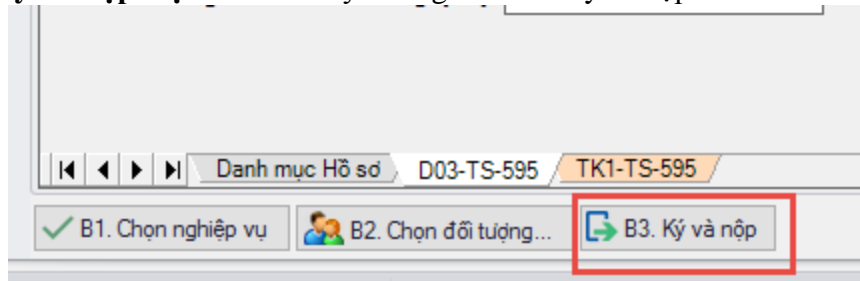 Danh mục Hồ sơ D03-TS-595 TK1-TS-595
B1. Chọn nghiệp vụ B2. Chọn đối tượng... B3. Ký và nộp